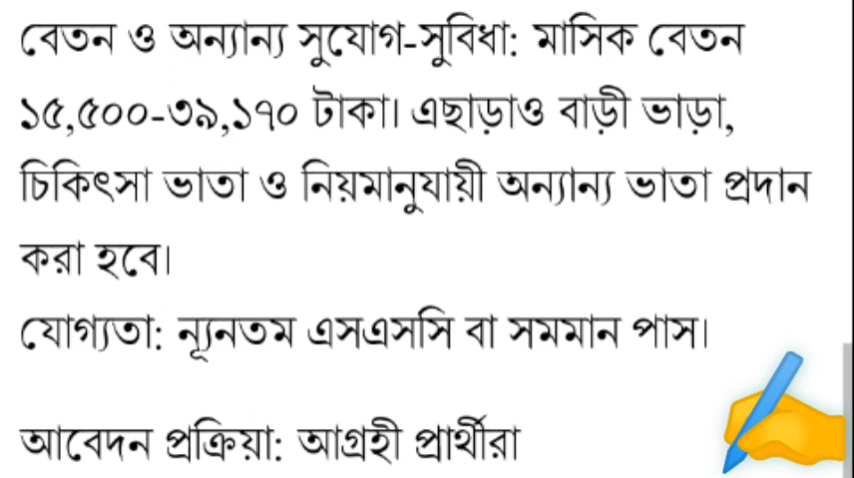 বেতন ও অন্যান্য সুযোগ-সুবিধা: মাসিক বেতন
১৫,৫০০-৩৯,১৭০ টাকা। এছাড়াও বাড়ী ভাড়া,
চিকিৎসা ভাতা ও নিয়মানুযায়ী অন্যান্য ভাতা প্রদান
করা হবে।
যোগ্যতা: ন্যূনতম এসএসসি বা সমমান পাস।
আবেদন প্রক্রিয়া: আগ্রহী প্রার্থীরা